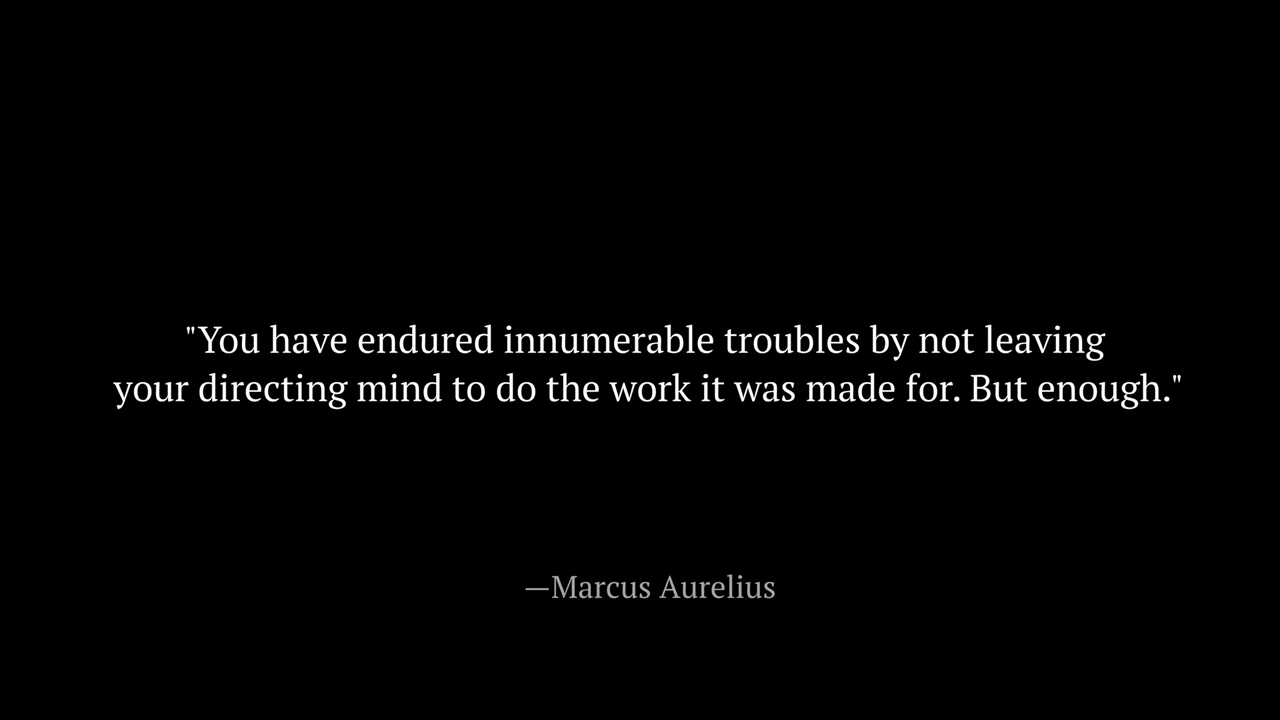 "You have endured innumerable troubles by not leaving
your directing mind to do the work it was made for. But enough."
—Marcus Aurelius